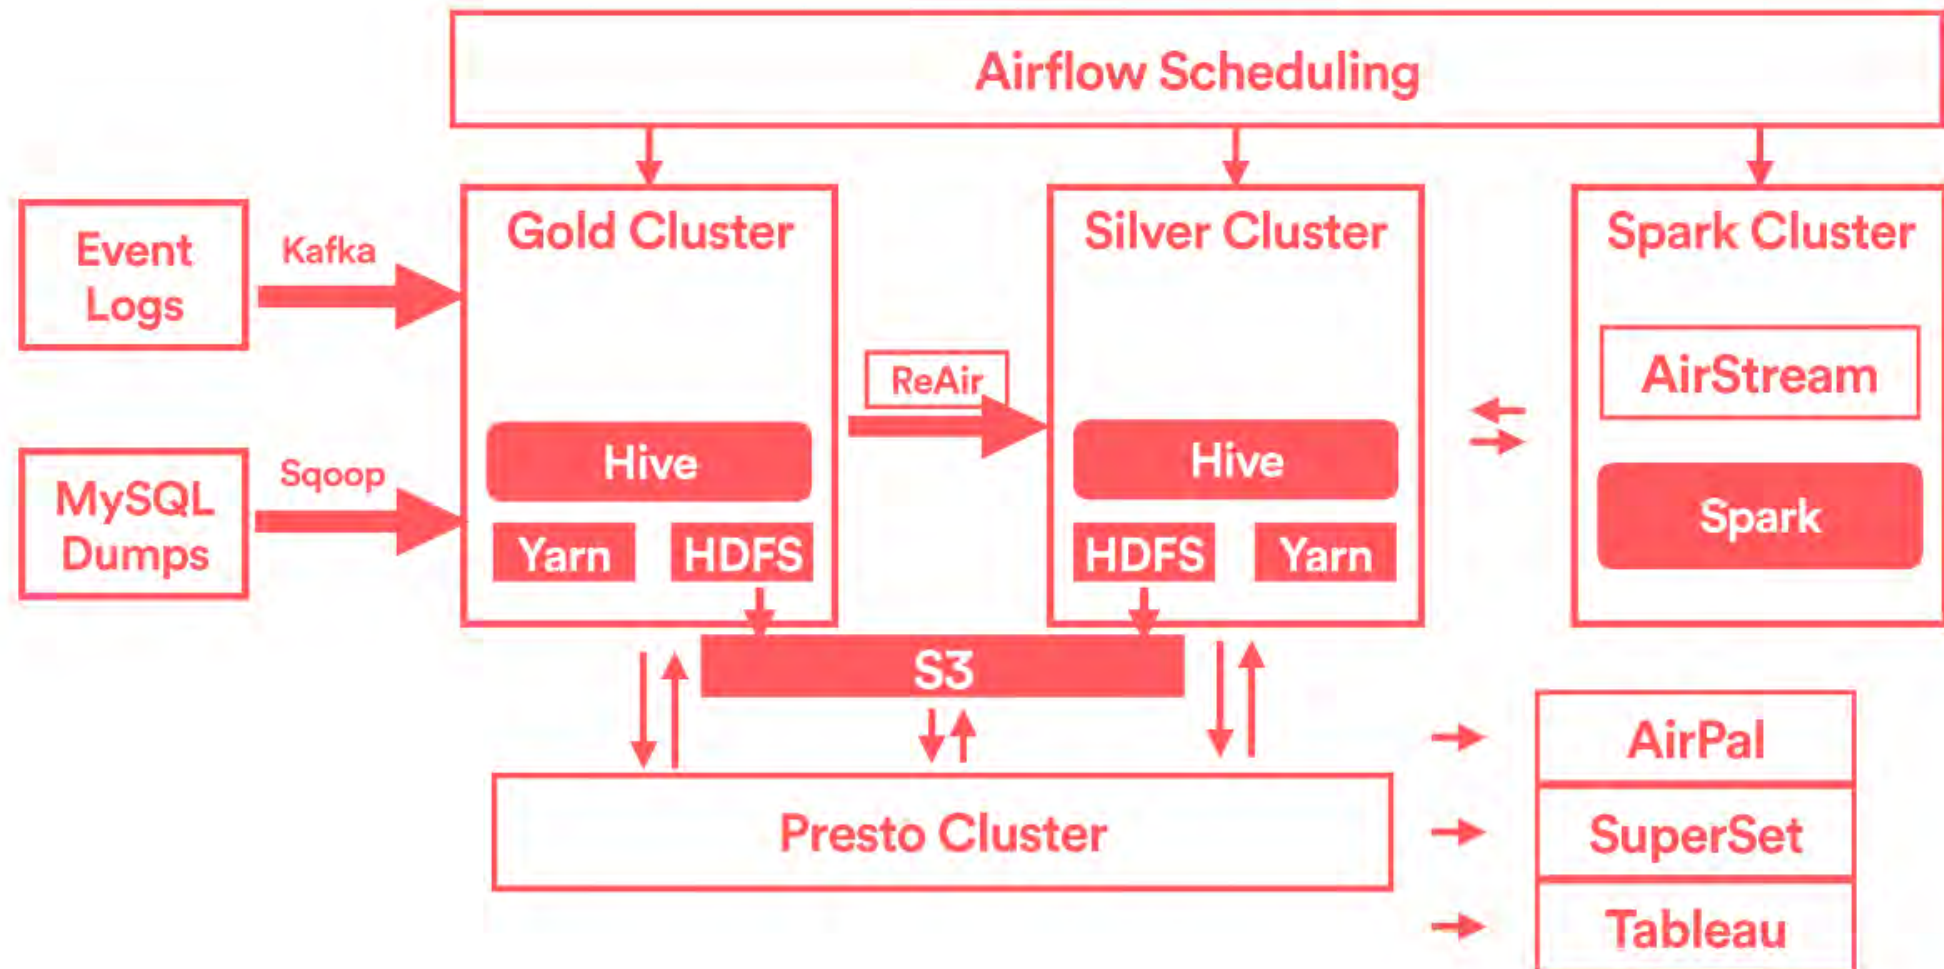 Airflow Scheduling
Event
Logs
Kafka
MySQL
Dumps
Sqoop
Gold Cluster
Hive
Yarn
HDFS
ReAir
Silver Cluster
Hive
HDFS
Yarn
Spark Cluster
AirStream
Spark
S3
Presto Cluster
AirPal
SuperSet
Tableau